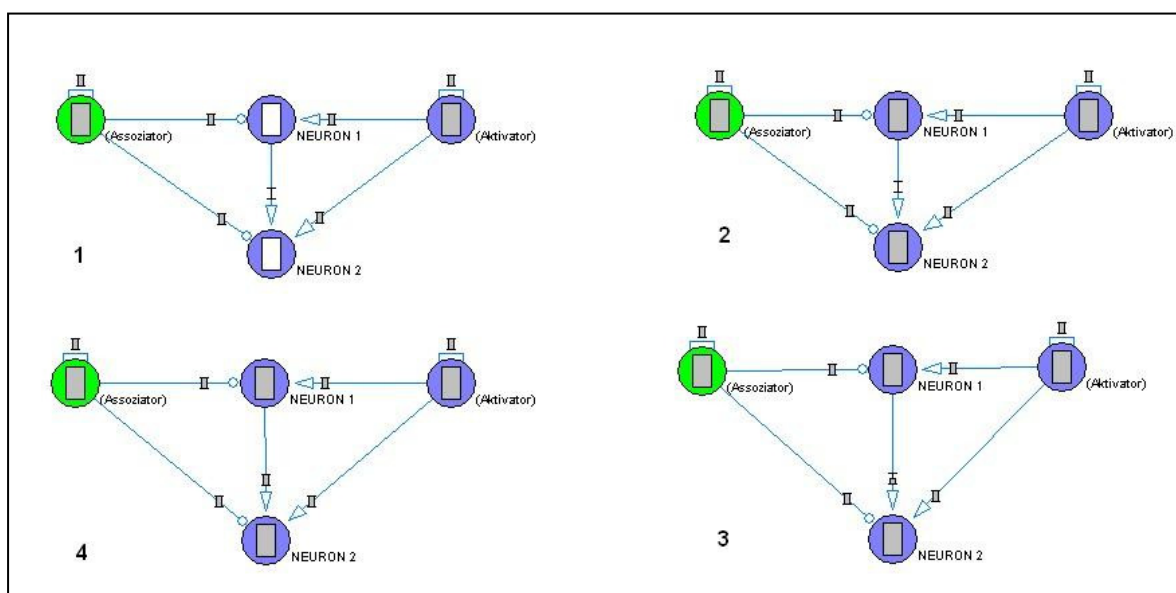 (Assoziator)
NEURON 1
(Aktivator)
1
NEURON 2
(Assoziator)
NEURON 1
(Aktivator)
2
NEURON 2
(Assoziator)
NEURON 1
(Aktivator)
4
NEURON 2
(Assoziator)
NEURON 1
(Aktivator)
3
NEURON 2